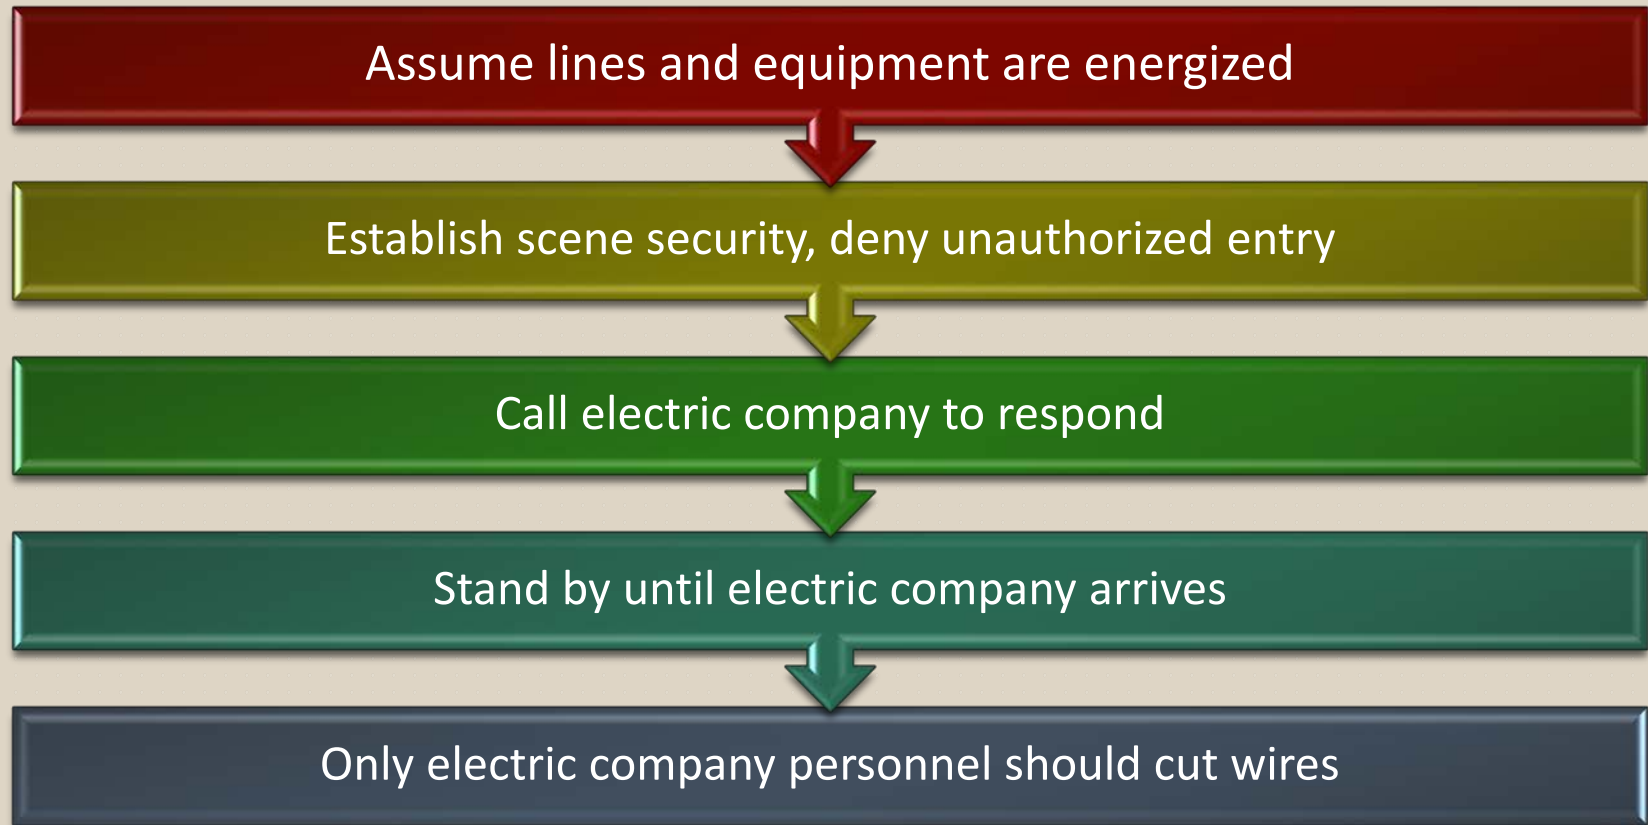 Assume lines and equipment are energized
Establish scene security, deny unauthorized entry
Call electric company to respond
Stand by until electric company arrives
Only electric company personnel should cut wires